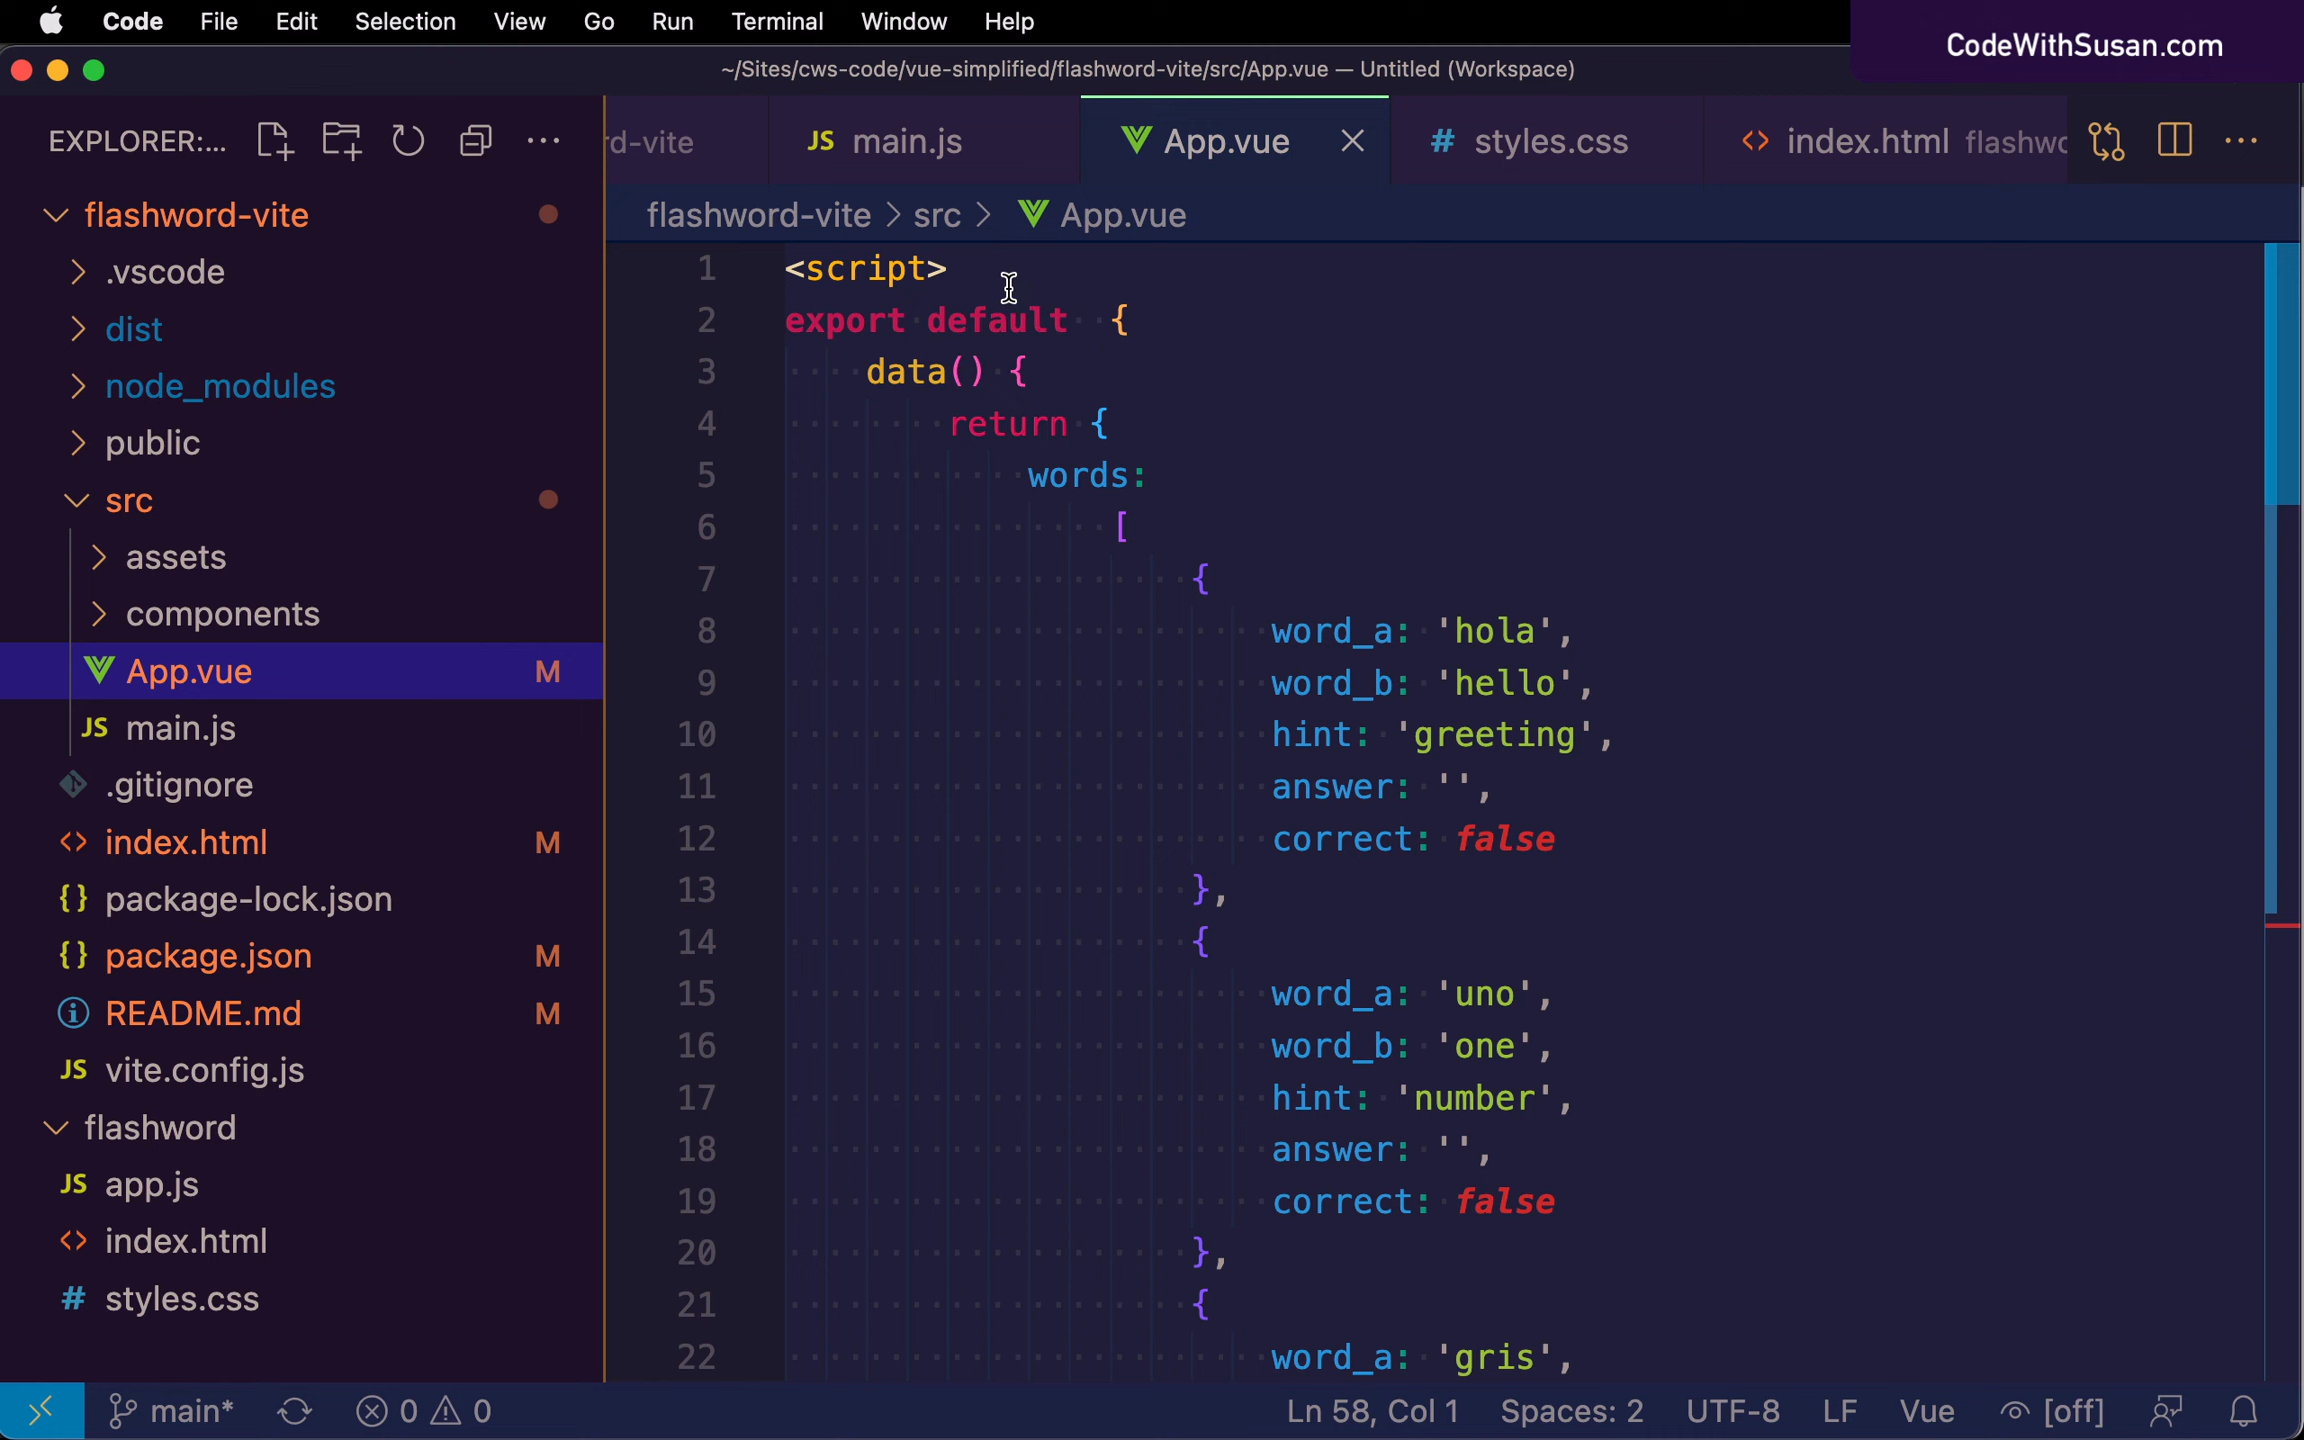 Code File Edit Selection View Go Run Terminal Window Help
CodeWithSusan.com
~/Sites/cws-code/vue-simplified/flashword-vite/src/App.vue — Untitled (Workspace)
EXPLORER:...
rd-vite
JS main.js
App.vue
# styles.css
<> index.html flashwo
flashword-vite > src > App.vue
flashword-vite
.vscode
dist
node_modules
public
src
assets
components
App.vue M
JS main.js
.gitignore
<> index.html M
{} package-lock.json
{} package.json M
README.md M
JS vite.config.js
flashword
JS app.js
<> index.html
# styles.css
1 <script>
2 export default  {
3 data() {
4 return {
5 words:
6 [
7 {
8 word_a: 'hola',
9 word_b: 'hello',
10 hint: 'greeting',
11 answer: '',
12 correct: false
13 },
14 {
15 word_a: 'uno',
16 word_b: 'one',
17 hint: 'number',
18 answer: '',
19 correct: false
20 },
21 {
22 word_a: 'gris',
main* 0 0 Ln 58, Col 1 Spaces: 2 UTF-8 LF Vue [off]